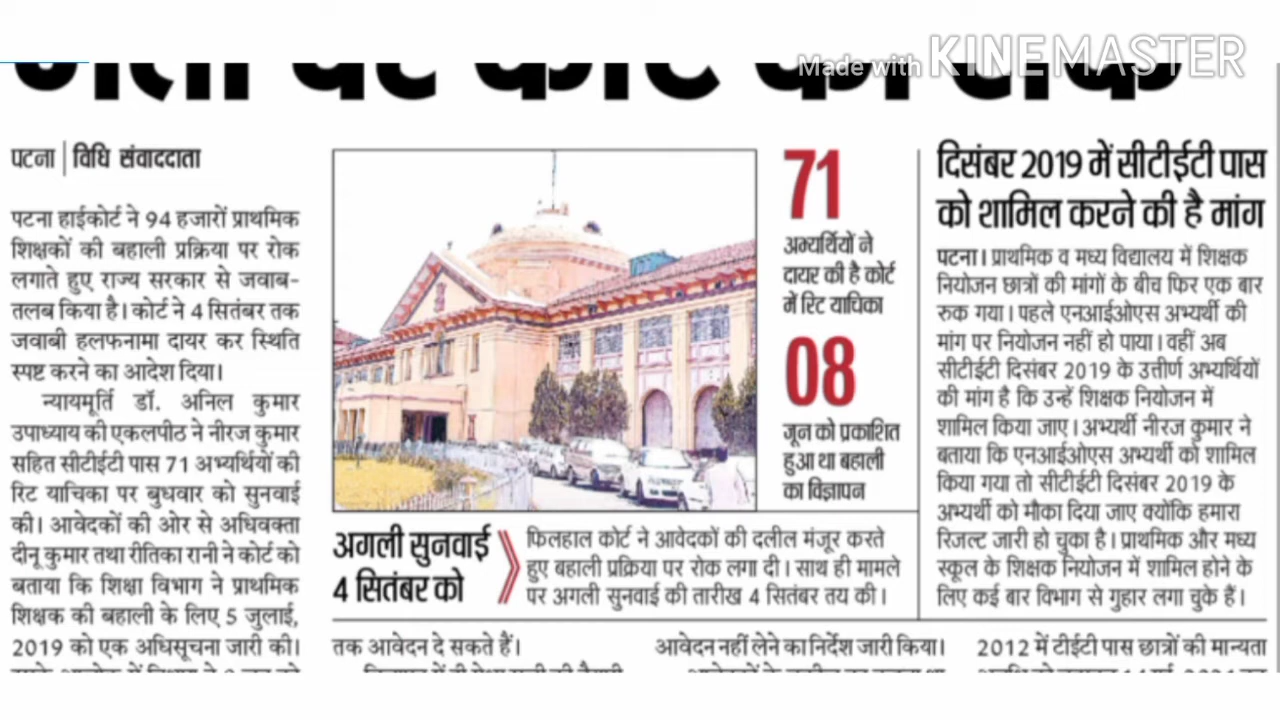 Made with KINEMASTER
पटना | विधि संवाददाता
पटना हाईकोर्ट ने 94 हजारों प्राथमिक
शिक्षकों की बहाली प्रक्रिया पर रोक
लगाते हुए राज्य सरकार से जवाब-
तलब किया है। कोर्ट ने 4 सितंबर तक
जवाबी हलफनामा दायर कर स्थिति
स्पष्ट करने का आदेश दिया।
न्यायमूर्ति डॉ. अनिल कुमार
उपाध्याय की एकलपीठ ने नीरज कुमार
सहित सीटीईटी पास 71 अभ्यर्थियों की
रिट याचिका पर बुधवार को सुनवाई
की। आवेदकों की ओर से अधिवक्ता
दीनू कुमार तथा रीतिका रानी ने कोर्ट को
बताया कि शिक्षा विभाग ने प्राथमिक
शिक्षक की बहाली के लिए 5 जुलाई,
2019 को एक अधिसूचना जारी की।
71
अभ्यर्थियों ने
दायर की है कोर्ट
में रिट याचिका
08
जून को प्रकाशित
हुआ था बहाली
का विज्ञापन
अगली सुनवाई
4 सितंबर को
फिलहाल कोर्ट ने आवेदकों की दलील मंजूर करते
हुए बहाली प्रक्रिया पर रोक लगा दी। साथ ही मामले
पर अगली सुनवाई की तारीख 4 सितंबर तय की।
दिसंबर 2019 में सीटीईटी पास
को शामिल करने की है मांग
पटना। प्राथमिक व मध्य विद्यालय में शिक्षक
नियोजन छात्रों की मांगों के बीच फिर एक बार
रुक गया। पहले एनआईओएस अभ्यर्थी की
मांग पर नियोजन नहीं हो पाया। वहीं अब
सीटीईटी दिसंबर 2019 के उत्तीर्ण अभ्यर्थियों
की मांग है कि उन्हें शिक्षक नियोजन में
शामिल किया जाए। अभ्यर्थी नीरज कुमार ने
बताया कि एनआईओएस अभ्यर्थी को शामिल
किया गया तो सीटीईटी दिसंबर 2019 के
अभ्यर्थी को मौका दिया जाए क्योंकि हमारा
रिजल्ट जारी हो चुका है। प्राथमिक और मध्य
स्कूल के शिक्षक नियोजन में शामिल होने के
लिए कई बार विभाग से गुहार लगा चुके हैं।
तक आवेदन दे सकते हैं।
आवेदन नहीं लेने का निर्देश जारी किया।
2012 में टीईटी पास छात्रों की मान्यता